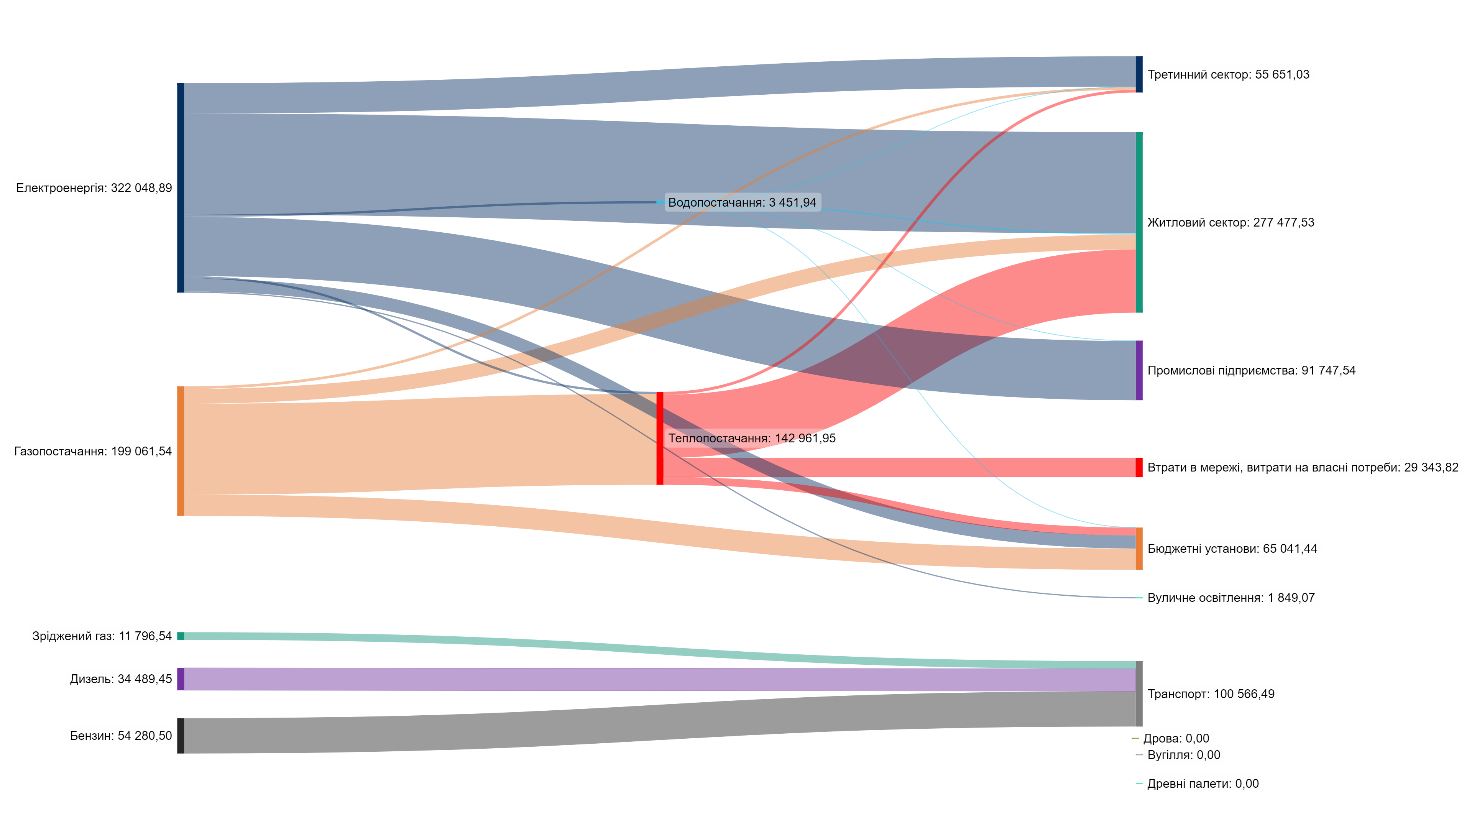 Третинний сектор: 55 651,03
Електроенергія: 322 048,89
Водопостачання: 3 451,94
Житловий сектор: 277 477,53
Промислові підприємства: 91 747,54
Газопостачання: 199 061,54
Теплопостачання: 142 961,95
Втрати в мережі, витрати на власні потреби: 29 343,82
Бюджетні установи: 65 041,44
Вуличне освітлення: 1 849,07
Зріджений газ: 11 796,54
Дизель: 34 489,45
Транспорт: 100 566,49
Бензин: 54 280,50
Дрова: 0,00
Вугілля: 0,00
Древні палети: 0,00